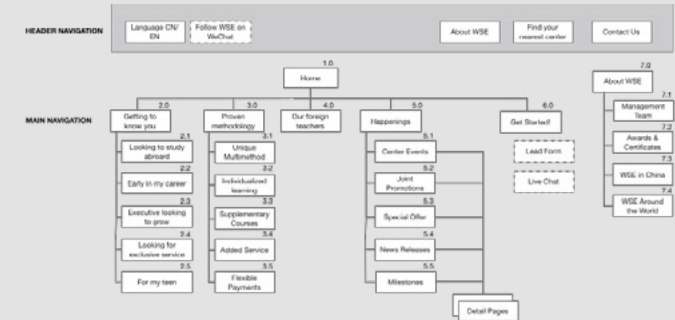 HEADER NAVIGATION
Language CN/
EN
Follow WSE on
WeChat
About WSE
Find your
nearest center
Contact Us
1.0
Home
7.0
About WSE
MAIN NAVIGATION
2.0
Getting to
know you
3.0
Proven
methodology
4.0
Our foreign
teachers
5.0
Happenings
6.0
Get Started!
2.1
Looking to study
abroad
2.2
Early in my career
2.3
Executive looking
to grow
2.4
Looking for
exclusive service
2.5
For my teen
3.1
Unique
Multimethod
3.2
Individualized
learning
3.3
Supplementary
Courses
3.4
Added Service
3.5
Flexible
Payments
5.1
Center Events
5.2
Joint
Promotions
5.3
Special Offer
5.4
News Releases
5.5
Milestones
Detail Pages
Lead Form
Live Chat
7.1
Management
Team
7.2
Awards &
Certificates
7.3
WSE in China
7.4
WSE Around
the World